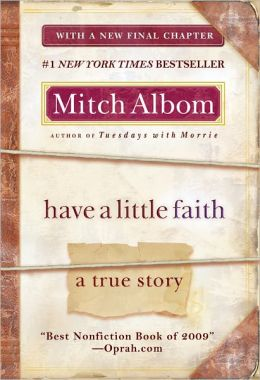 WITH A NEW FINAL CHAPTER
#1 NEW YORK TIMES BESTSELLER
Mitch Albom
AUTHOR OF Tuesdays with Morrie
have a little faith
a true story
“Best Nonfiction Book of 2009”
—Oprah.com